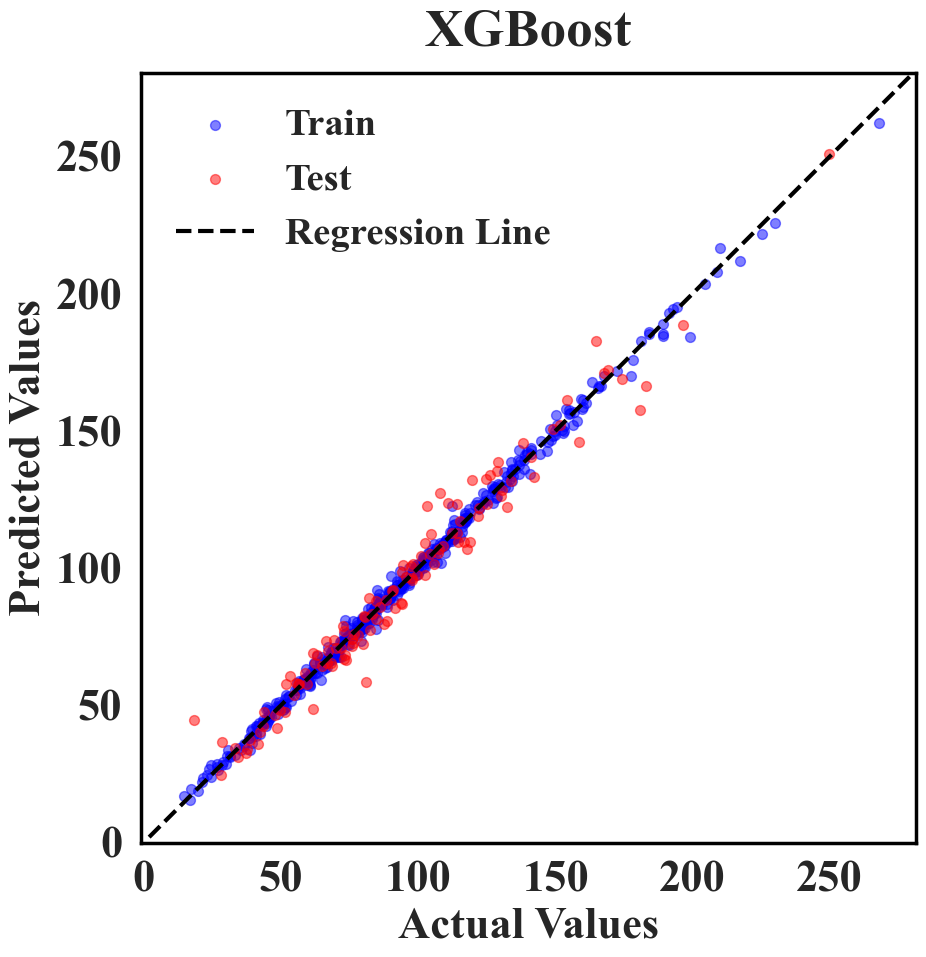 XGBoost
Train
Test
Regression Line
250
200
150
100
50
0
Predicted Values
0 50 100 150 200 250
Actual Values